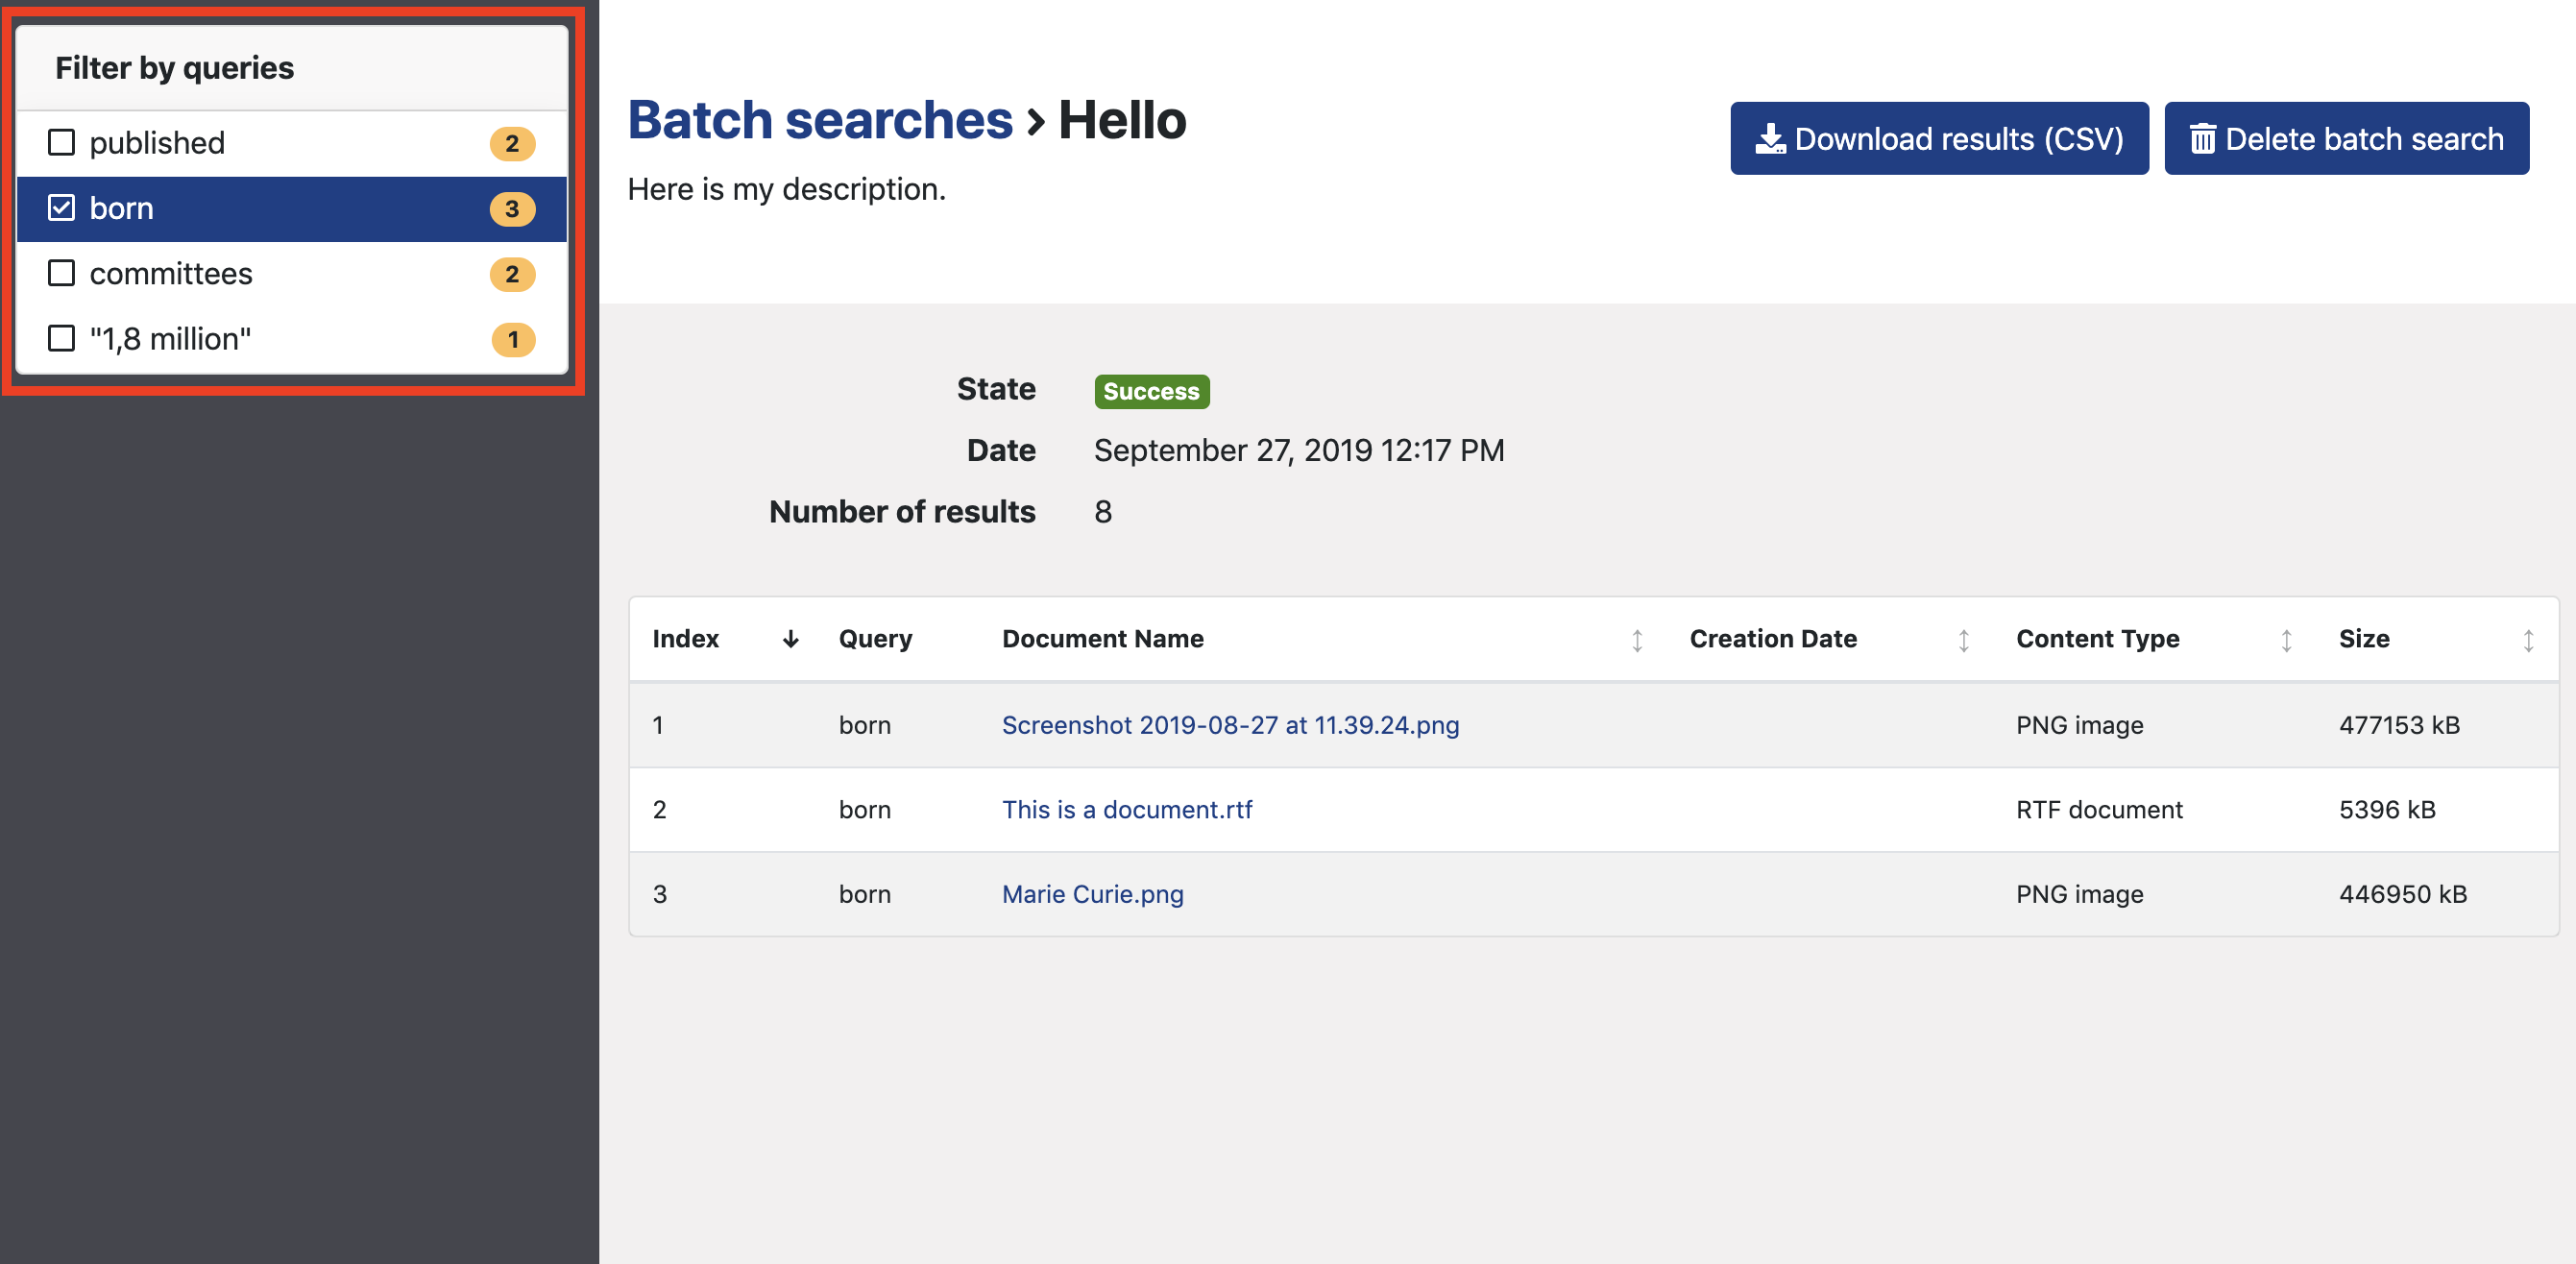 Filter by queries
published 2
born 3
committees 2
"1,8 million" 1
Batch searches › Hello
Here is my description.
Download results (CSV)
Delete batch search
State Success
Date September 27, 2019 12:17 PM
Number of results 8
Index Query Document Name Creation Date Content Type Size
1 born Screenshot 2019-08-27 at 11.39.24.png PNG image 477153 kB
2 born This is a document.rtf RTF document 5396 kB
3 born Marie Curie.png PNG image 446950 kB